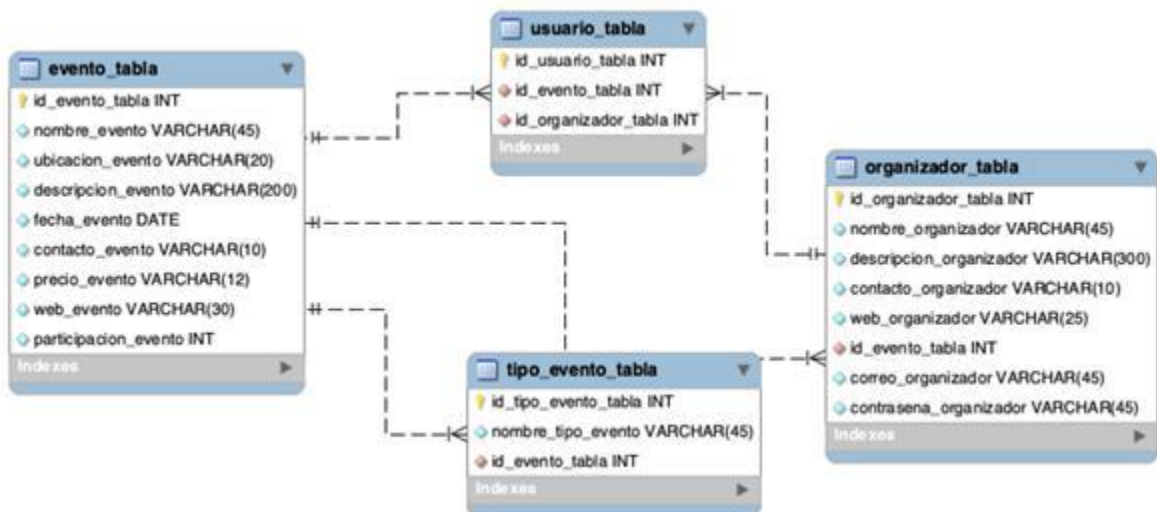 evento_tabla
id_evento_tabla INT
nombre_evento VARCHAR(45)
ubicacion_evento VARCHAR(20)
descripcion_evento VARCHAR(200)
fecha_evento DATE
contacto_evento VARCHAR(10)
precio_evento VARCHAR(12)
web_evento VARCHAR(30)
participacion_evento INT
Indexes
usuario_tabla
id_usuario_tabla INT
id_evento_tabla INT
id_organizador_tabla INT
Indexes
organizador_tabla
id_organizador_tabla INT
nombre_organizador VARCHAR(45)
descripcion_organizador VARCHAR(300)
contacto_organizador VARCHAR(10)
web_organizador VARCHAR(25)
id_evento_tabla INT
correo_organizador VARCHAR(45)
contrasena_organizador VARCHAR(45)
Indexes
tipo_evento_tabla
id_tipo_evento_tabla INT
nombre_tipo_evento VARCHAR(45)
id_evento_tabla INT
Indexes